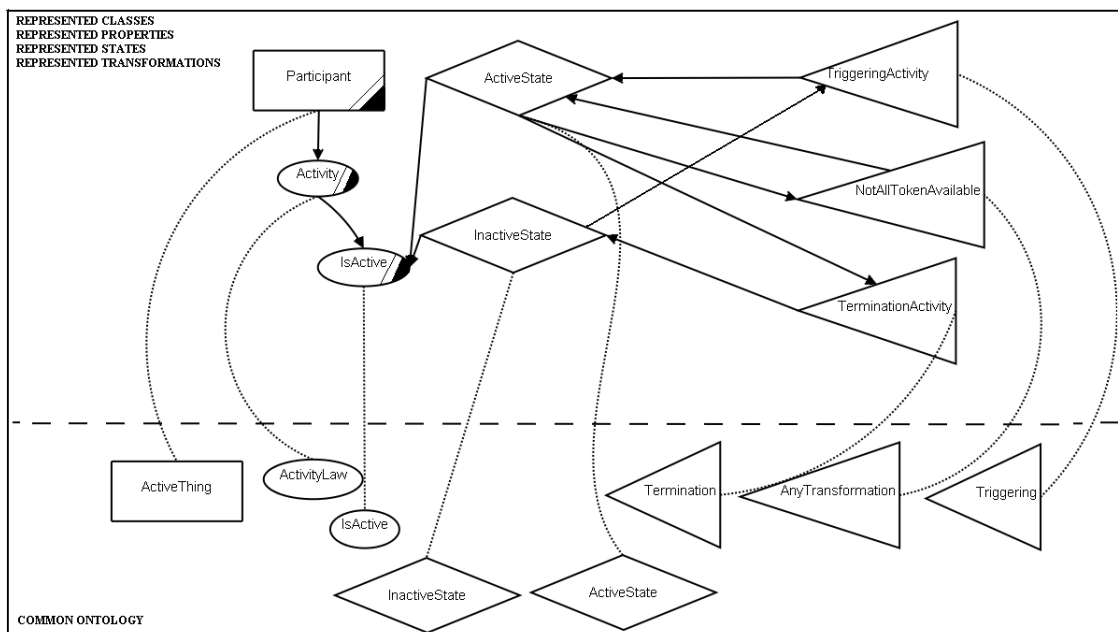 REPRESENTED CLASSES
REPRESENTED PROPERTIES
REPRESENTED STATES
REPRESENTED TRANSFORMATIONS
Participant
ActiveState
TriggeringActivity
Activity
NotAllTokenAvailable
InactiveState
IsActive
TerminationActivity
ActiveThing
ActivityLaw
Termination
AnyTransformation
Triggering
IsActive
InactiveState
ActiveState
COMMON ONTOLOGY